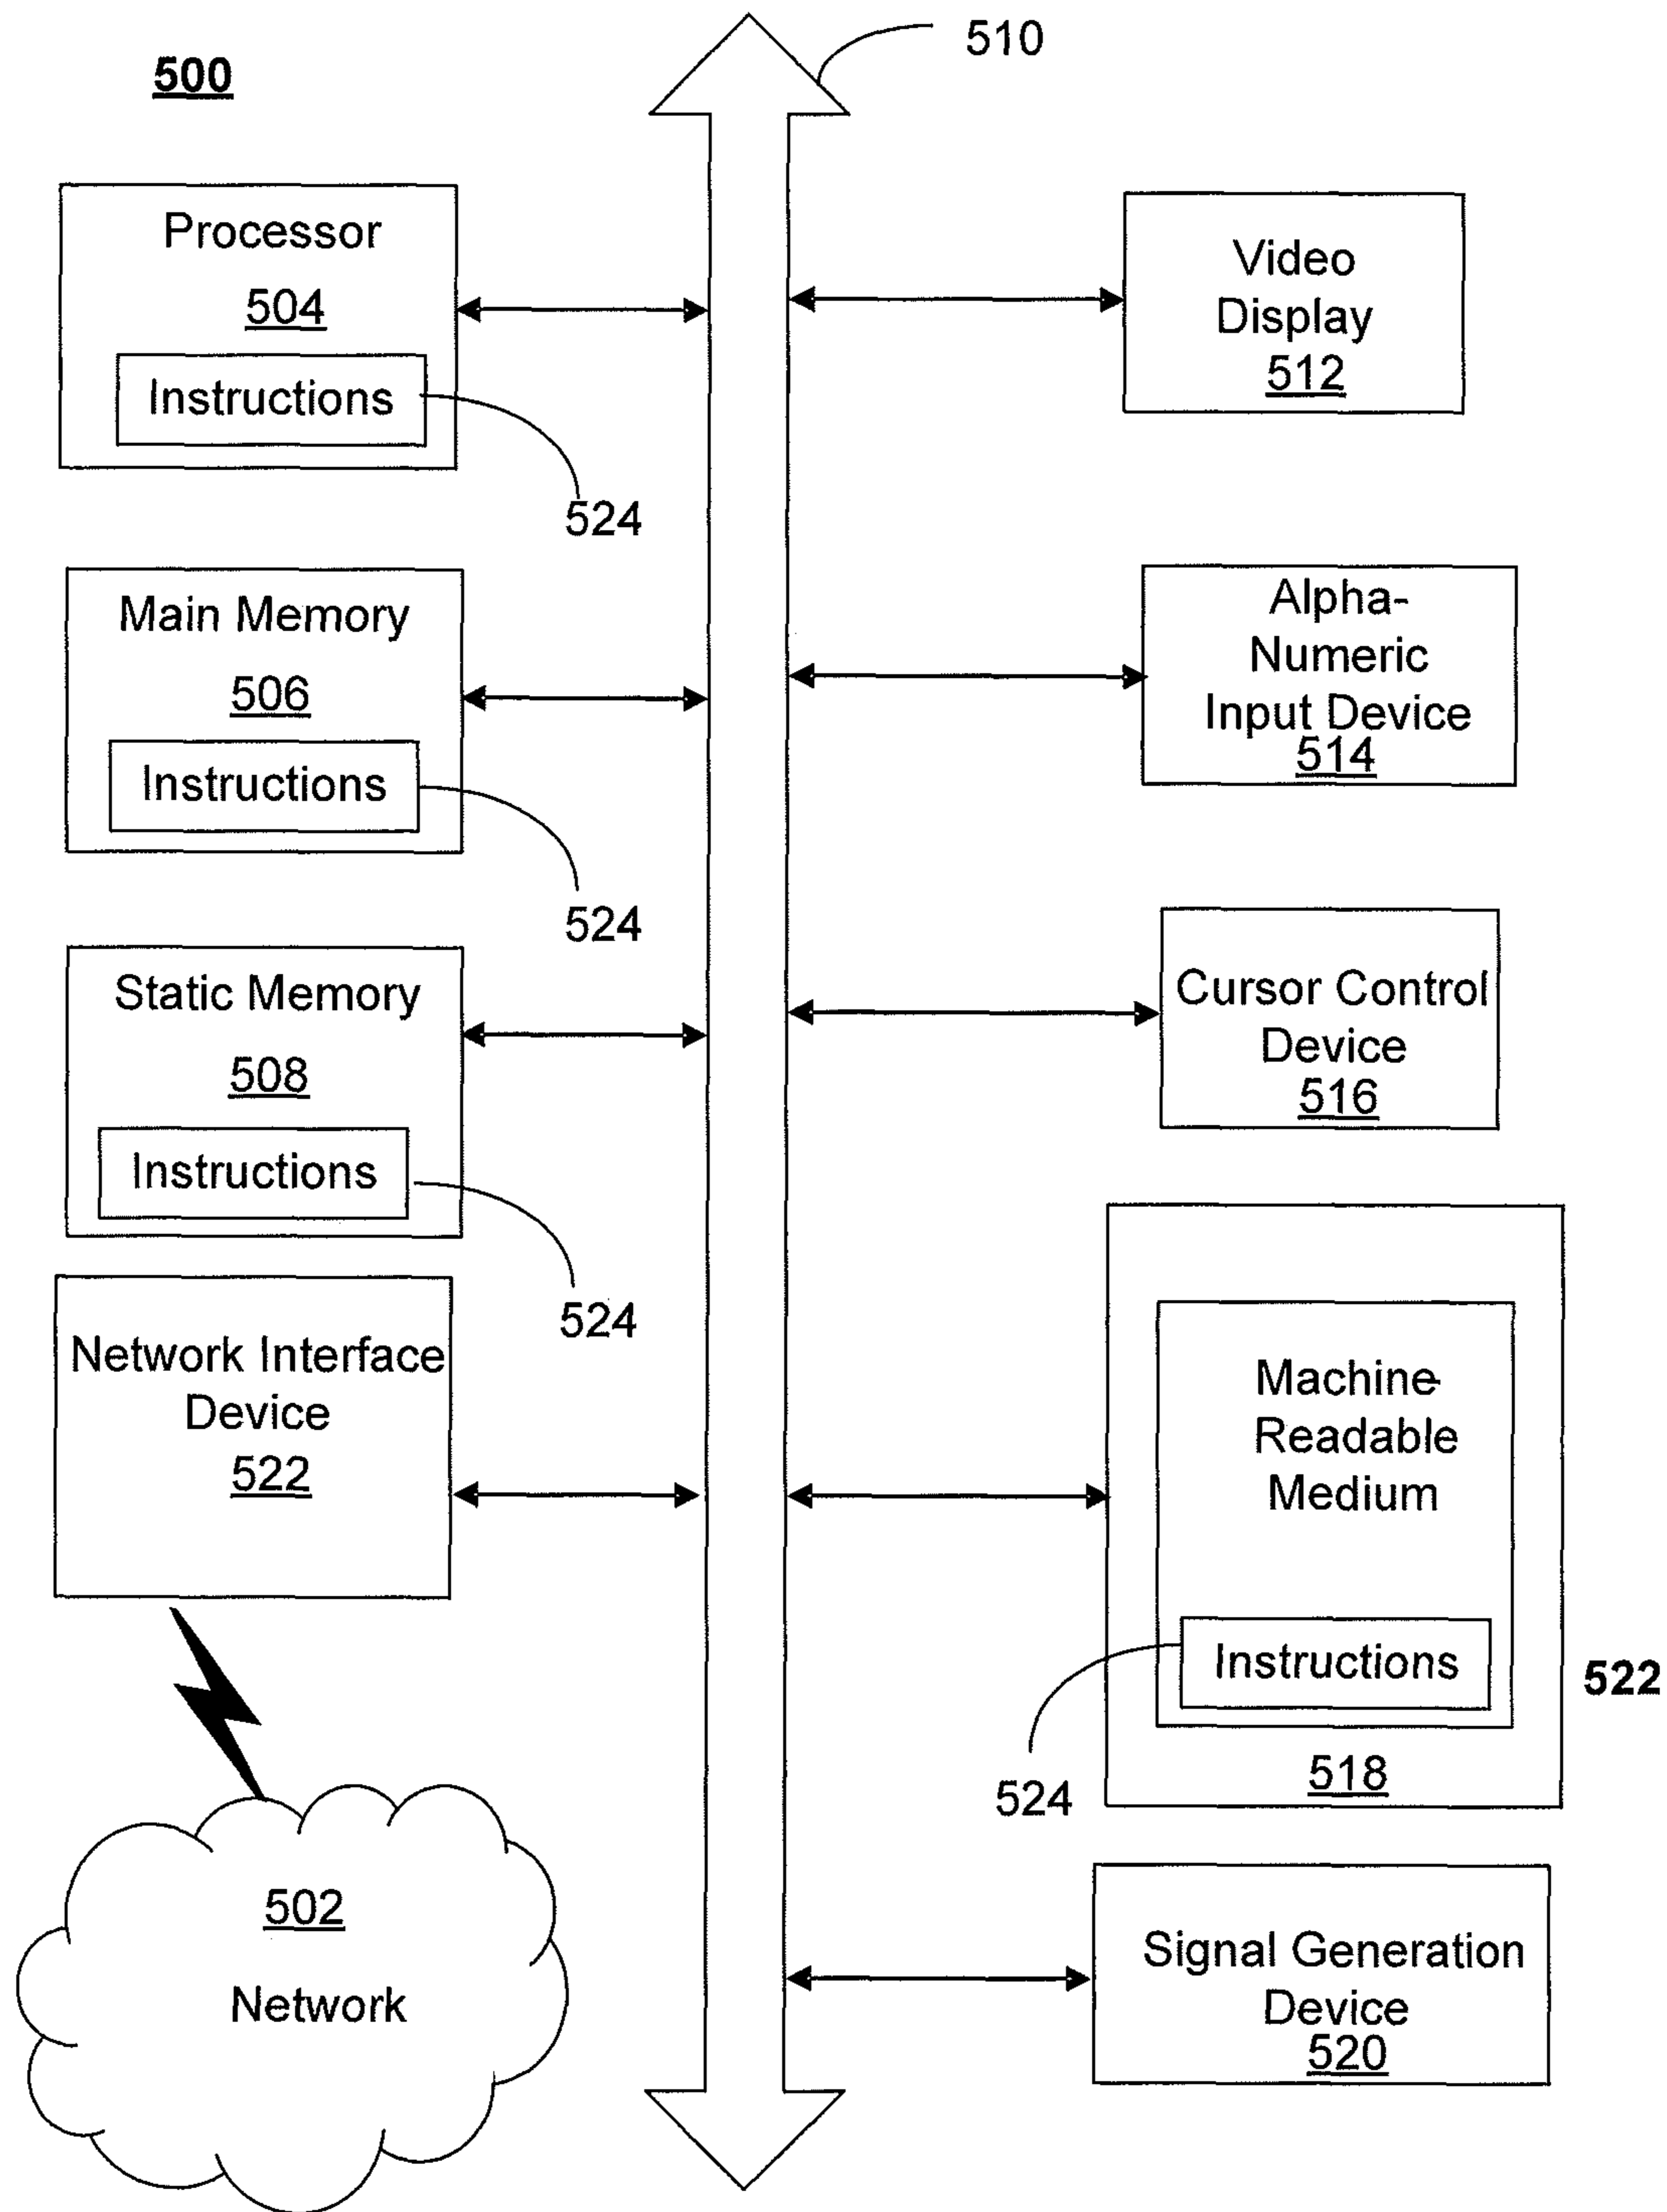 500
510
Processor
504
Instructions
524
Main Memory
506
Instructions
524
Static Memory
508
Instructions
524
Network Interface
Device
522
502
Network
Video
Display
512
Alpha-
Numeric
Input Device
514
Cursor Control
Device
516
Machine-
Readable
Medium
Instructions
524
518
522
Signal Generation
Device
520